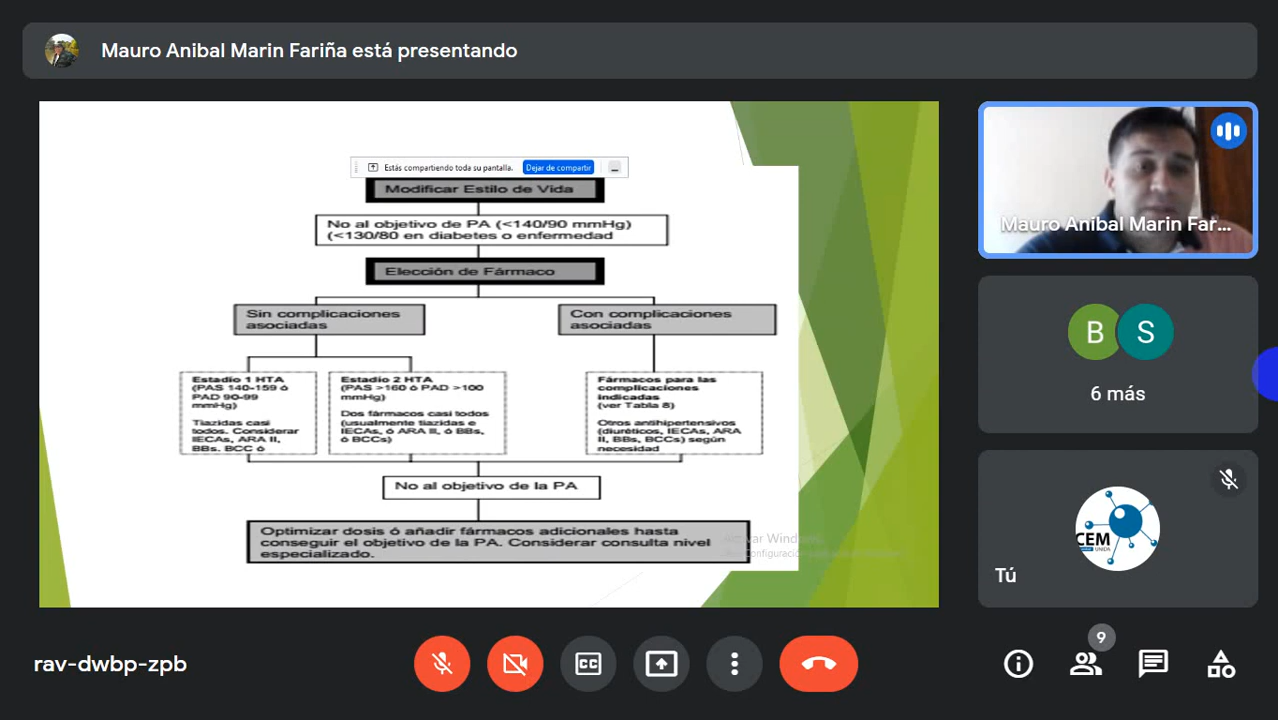 Mauro Anibal Marin Fariña está presentando
Estás compartiendo toda su pantalla.
Dejar de compartir
Modificar Estilo de Vida
No al objetivo de PA (<140/90 mmHg)
(<130/80 en diabetes o enfermedad
Elección de Fármaco
Sin complicaciones
asociadas
Con complicaciones
asociadas
Estadío 1 HTA
(PAS 140-159 ó
PAD 90-99
mmHg)
Tiazidas casi
todos. Considerar
IECAs, ARA II,
BBs. BCC ó
Estadío 2 HTA
(PAS >160 ó PAD >100
mmHg)
Dos fármacos casi todos
(usualmente tiazidas e
IECAs, ó ARA II, ó BBs,
ó BCCs)
Fármacos para las
complicaciones
indicadas
(ver Tabla 8)
Otros antihipertensivos
(diuréticos, IECAs, ARA
II, BBs, BCCs) según
necesidad
No al objetivo de la PA
Optimizar dosis ó añadir fármacos adicionales hasta
conseguir el objetivo de la PA. Considerar consulta nivel
especializado.
Mauro Anibal Marin Far...
B
S
6 más
CEM
Tú
rav-dwbp-zpb
CC
9